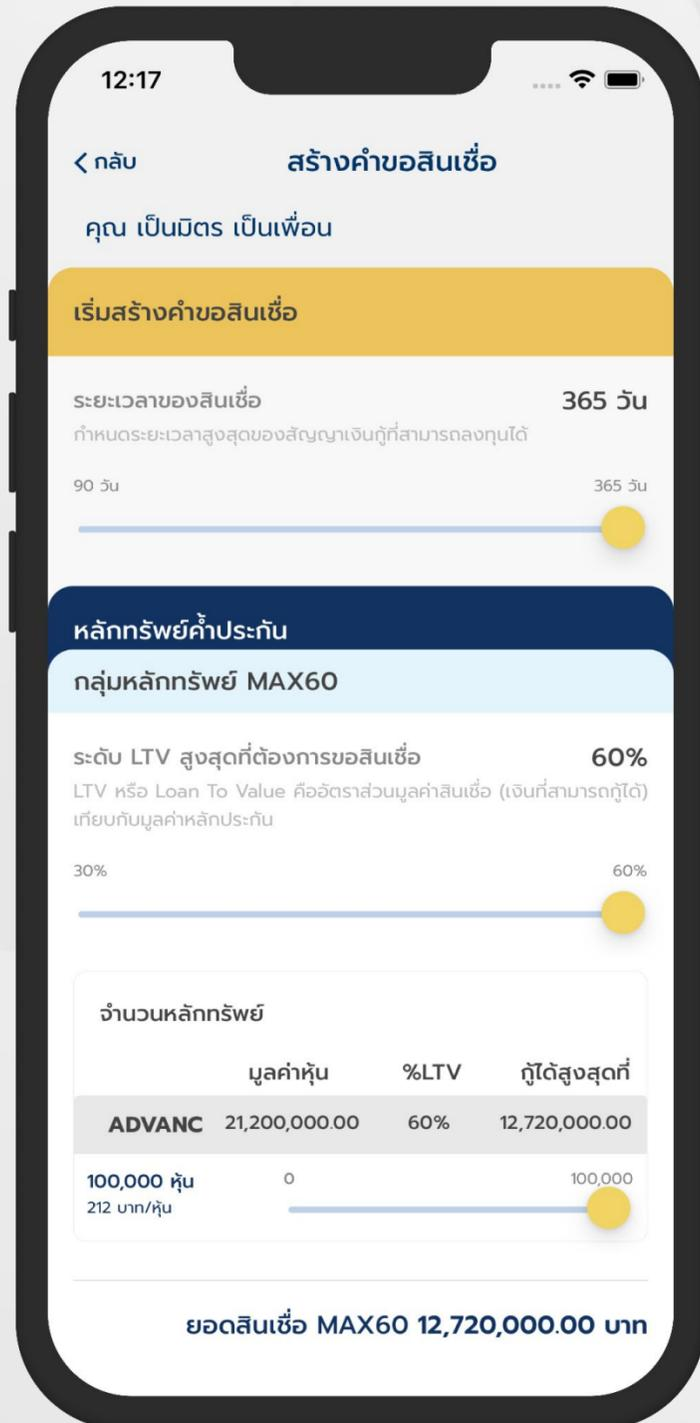 12:17
กลับ
สร้างคำขอสินเชื่อ
คุณ เป็นมิตร เป็นเพื่อน
เริ่มสร้างคำขอสินเชื่อ
ระยะเวลาของสินเชื่อ 365 วัน
กำหนดระยะเวลาสูงสุดของสัญญาเงินกู้ที่สามารถลงทุนได้
90 วัน 365 วัน
หลักทรัพย์ค้ำประกัน
กลุ่มหลักทรัพย์ MAX60
ระดับ LTV สูงสุดที่ต้องการขอสินเชื่อ 60%
LTV หรือ Loan To Value คืออัตราส่วนมูลค่าสินเชื่อ (เงินที่สามารถกู้ได้)
เทียบกับมูลค่าหลักประกัน
30% 60%
จำนวนหลักทรัพย์
มูลค่าหุ้น %LTV กู้ได้สูงสุดที่
ADVANC 21,200,000.00 60% 12,720,000.00
100,000 หุ้น 0 100,000
212 บาท/หุ้น
ยอดสินเชื่อ MAX60 12,720,000.00 บาท